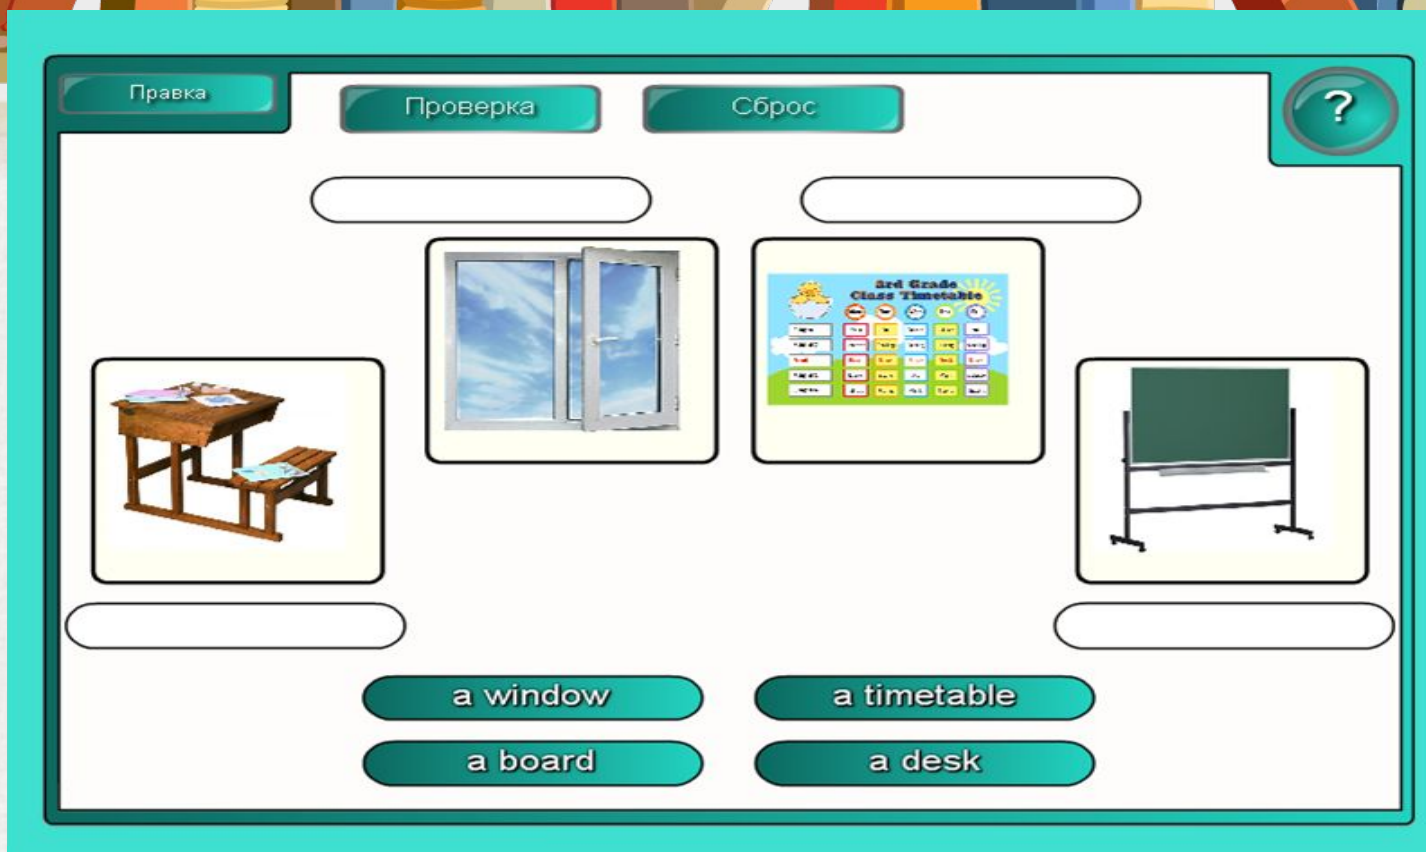 Правка
Проверка
Сброс
?
3rd Grade
Class Timetable
a window
a timetable
a board
a desk